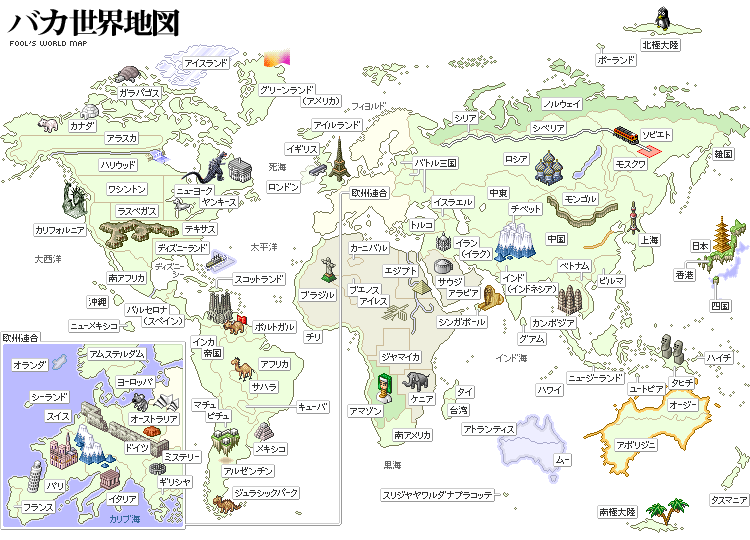 バカ世界地図
FOOL'S WORLD MAP
北極大陸
ポーランド
アイスランド
ガラパゴス
グリーンランド
(アメリカ)
フィヨルド
ノルウェイ
カナダ
アイルランド
シリア
シベリア
ソビエト
アラスカ
イギリス
韓国
ハリウッド
死海
バトル三国
ロシア
モスクワ
ワシントン
ニューヨーク
ロンドン
欧州連合
中東
モンゴル
ヤンキース
イスラエル
チベット
ラスベガス
カリフォルニア
テキサス
トルコ
中国
上海
日本
ディズニーランド
太平洋
カーニバル
イラン
(イラク)
大西洋
ディズニー
エジプト
ベトナム
香港
南アフリカ
スコットランド
サウジ
アラビア
インド
(インドネシア)
ビルマ
ブラジル
ブエノス
アイレス
四国
沖縄
バルセロナ
(スペイン)
シンガポール
カンボジア
ニューメキシコ
ポルトガル
チリ
グアム
欧州連合
インカ
帝国
アムステルダム
ジャマイカ
インド海
ハイチ
オランダ
アフリカ
ヨーロッパ
サハラ
ニュージーランド
タヒチ
ユートピア
シーランド
タイ
ハワイ
ケニア
オージー
スイス
オーストラリア
マチュ
ピチュ
キューバ
アマゾン
台湾
アトランティス
メキシコ
南アメリカ
ドイツ
ミステリー
アボリジニ
ムー
アルゼンチン
黒海
パリ
ギリシャ
ジュラシックパーク
スリジャヤワルダナプラコッテ
イタリア
タスマニア
フランス
カリブ海
南極大陸